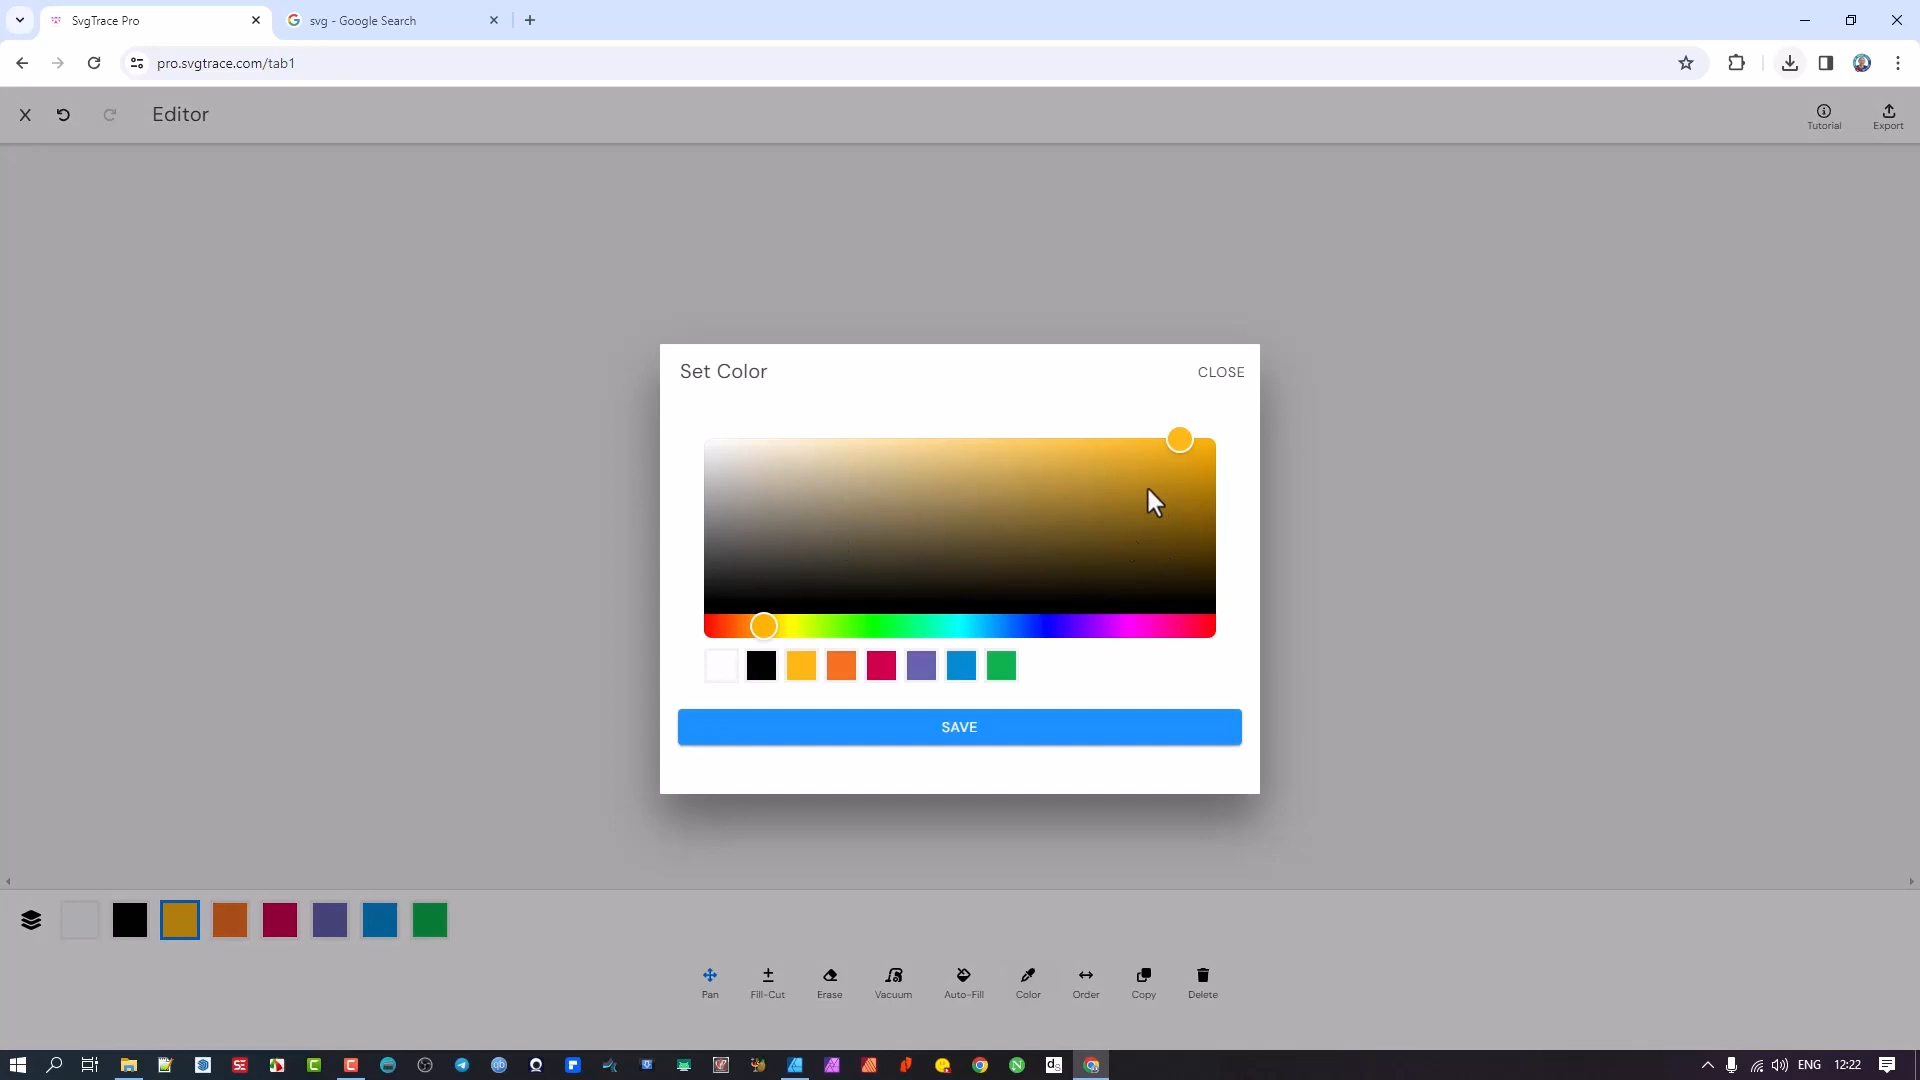 SvgTrace Pro
svg - Google Search
pro.svgtrace.com/tab1
Editor
Tutorial
Export
Set Color
CLOSE
SAVE
Pan
Fill-Cut
Erase
Vacuum
Auto-Fill
Color
Order
Copy
Delete
ENG
12:22